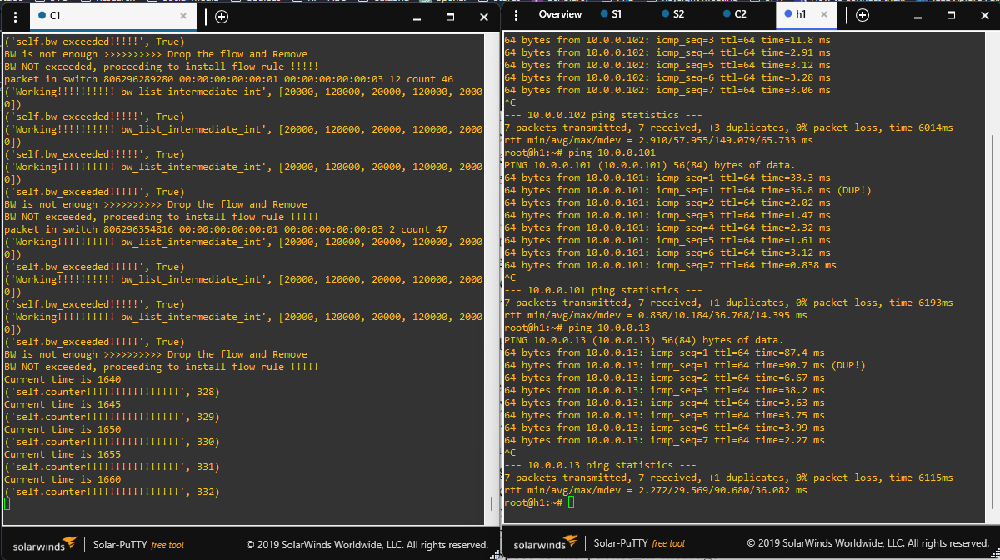 C1
('self.bw_exceeded!!!!!', True)
BW is not enough >>>>>>>>>> Drop the flow and Remove
BW NOT exceeded, proceeding to install flow rule !!!!!
packet in switch 806296289280 00:00:00:00:00:01 00:00:00:00:00:03 12 count 46
('Working!!!!!!!!!! bw_list_intermediate_int', [20000, 120000, 20000, 120000, 2000
0])
('self.bw_exceeded!!!!!', True)
('Working!!!!!!!!!! bw_list_intermediate_int', [20000, 120000, 20000, 120000, 2000
0])
('self.bw_exceeded!!!!!', True)
('Working!!!!!!!!!! bw_list_intermediate_int', [20000, 120000, 20000, 120000, 2000
0])
('self.bw_exceeded!!!!!', True)
BW is not enough >>>>>>>>>> Drop the flow and Remove
BW NOT exceeded, proceeding to install flow rule !!!!!
packet in switch 806296354816 00:00:00:00:00:01 00:00:00:00:00:03 2 count 47
('Working!!!!!!!!!! bw_list_intermediate_int', [20000, 120000, 20000, 120000, 2000
0])
('self.bw_exceeded!!!!!', True)
('Working!!!!!!!!!! bw_list_intermediate_int', [20000, 120000, 20000, 120000, 2000
0])
('self.bw_exceeded!!!!!', True)
('Working!!!!!!!!!! bw_list_intermediate_int', [20000, 120000, 20000, 120000, 2000
0])
('self.bw_exceeded!!!!!', True)
BW is not enough >>>>>>>>>> Drop the flow and Remove
BW NOT exceeded, proceeding to install flow rule !!!!!
Current time is 1640
('self.counter!!!!!!!!!!!!!!!!', 328)
Current time is 1645
('self.counter!!!!!!!!!!!!!!!!', 329)
Current time is 1650
('self.counter!!!!!!!!!!!!!!!!', 330)
Current time is 1655
('self.counter!!!!!!!!!!!!!!!!', 331)
Current time is 1660
('self.counter!!!!!!!!!!!!!!!!', 332)
solarwinds Solar-PuTTY free tool © 2019 SolarWinds Worldwide, LLC. All rights reserved.
Overview S1 S2 C2 h1
64 bytes from 10.0.0.102: icmp_seq=3 ttl=64 time=11.8 ms
64 bytes from 10.0.0.102: icmp_seq=4 ttl=64 time=2.91 ms
64 bytes from 10.0.0.102: icmp_seq=5 ttl=64 time=3.12 ms
64 bytes from 10.0.0.102: icmp_seq=6 ttl=64 time=3.28 ms
64 bytes from 10.0.0.102: icmp_seq=7 ttl=64 time=3.06 ms
^C
--- 10.0.0.102 ping statistics ---
7 packets transmitted, 7 received, +3 duplicates, 0% packet loss, time 6014ms
rtt min/avg/max/mdev = 2.910/57.955/149.079/65.733 ms
root@h1:~# ping 10.0.0.101
PING 10.0.0.101 (10.0.0.101) 56(84) bytes of data.
64 bytes from 10.0.0.101: icmp_seq=1 ttl=64 time=33.3 ms
64 bytes from 10.0.0.101: icmp_seq=1 ttl=64 time=36.8 ms (DUP!)
64 bytes from 10.0.0.101: icmp_seq=2 ttl=64 time=2.02 ms
64 bytes from 10.0.0.101: icmp_seq=3 ttl=64 time=1.47 ms
64 bytes from 10.0.0.101: icmp_seq=4 ttl=64 time=2.32 ms
64 bytes from 10.0.0.101: icmp_seq=5 ttl=64 time=1.61 ms
64 bytes from 10.0.0.101: icmp_seq=6 ttl=64 time=3.12 ms
64 bytes from 10.0.0.101: icmp_seq=7 ttl=64 time=0.838 ms
^C
--- 10.0.0.101 ping statistics ---
7 packets transmitted, 7 received, +1 duplicates, 0% packet loss, time 6193ms
rtt min/avg/max/mdev = 0.838/10.184/36.768/14.395 ms
root@h1:~# ping 10.0.0.13
PING 10.0.0.13 (10.0.0.13) 56(84) bytes of data.
64 bytes from 10.0.0.13: icmp_seq=1 ttl=64 time=87.4 ms
64 bytes from 10.0.0.13: icmp_seq=1 ttl=64 time=90.7 ms (DUP!)
64 bytes from 10.0.0.13: icmp_seq=2 ttl=64 time=6.67 ms
64 bytes from 10.0.0.13: icmp_seq=3 ttl=64 time=38.2 ms
64 bytes from 10.0.0.13: icmp_seq=4 ttl=64 time=3.63 ms
64 bytes from 10.0.0.13: icmp_seq=5 ttl=64 time=3.75 ms
64 bytes from 10.0.0.13: icmp_seq=6 ttl=64 time=3.99 ms
64 bytes from 10.0.0.13: icmp_seq=7 ttl=64 time=2.27 ms
^C
--- 10.0.0.13 ping statistics ---
7 packets transmitted, 7 received, +1 duplicates, 0% packet loss, time 6115ms
rtt min/avg/max/mdev = 2.272/29.569/90.680/36.082 ms
root@h1:~#
solarwinds Solar-PuTTY free tool © 2019 SolarWinds Worldwide, LLC. All rights reserved.